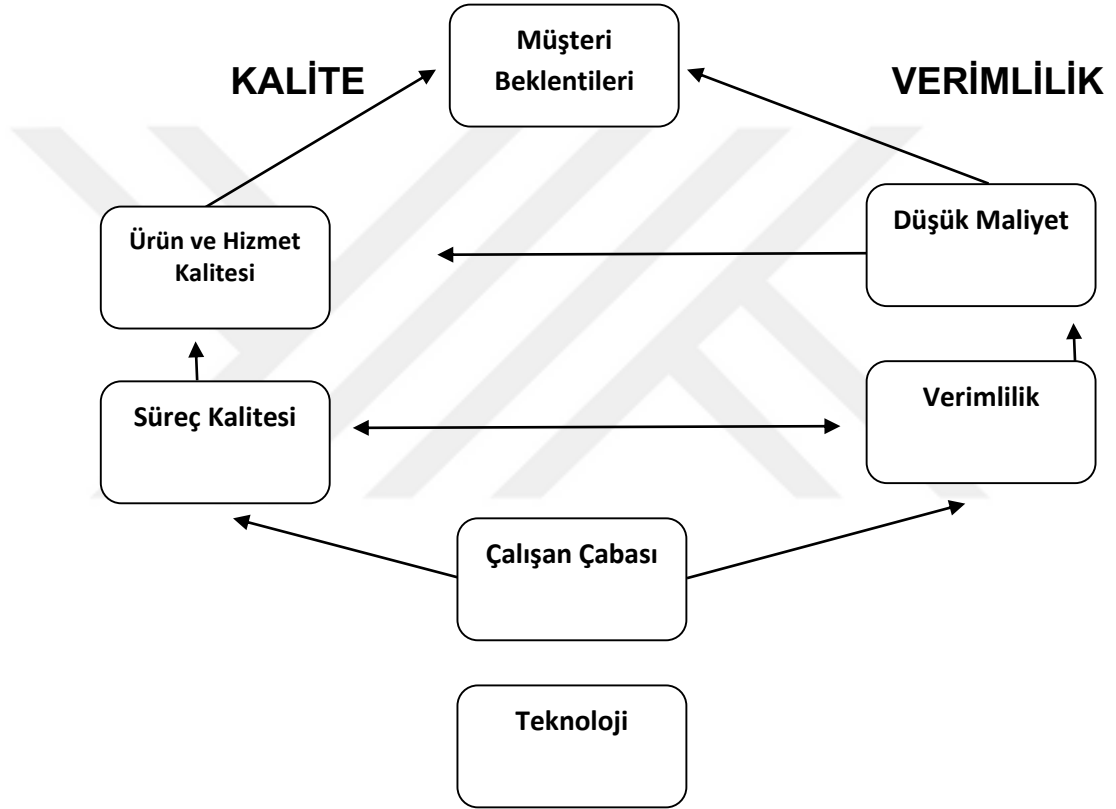 Müşteri
Beklentileri
KALİTE
VERİMLİLİK
Ürün ve Hizmet
Kalitesi
Düşük Maliyet
Süreç Kalitesi
Verimlilik
Çalışan Çabası
Teknoloji